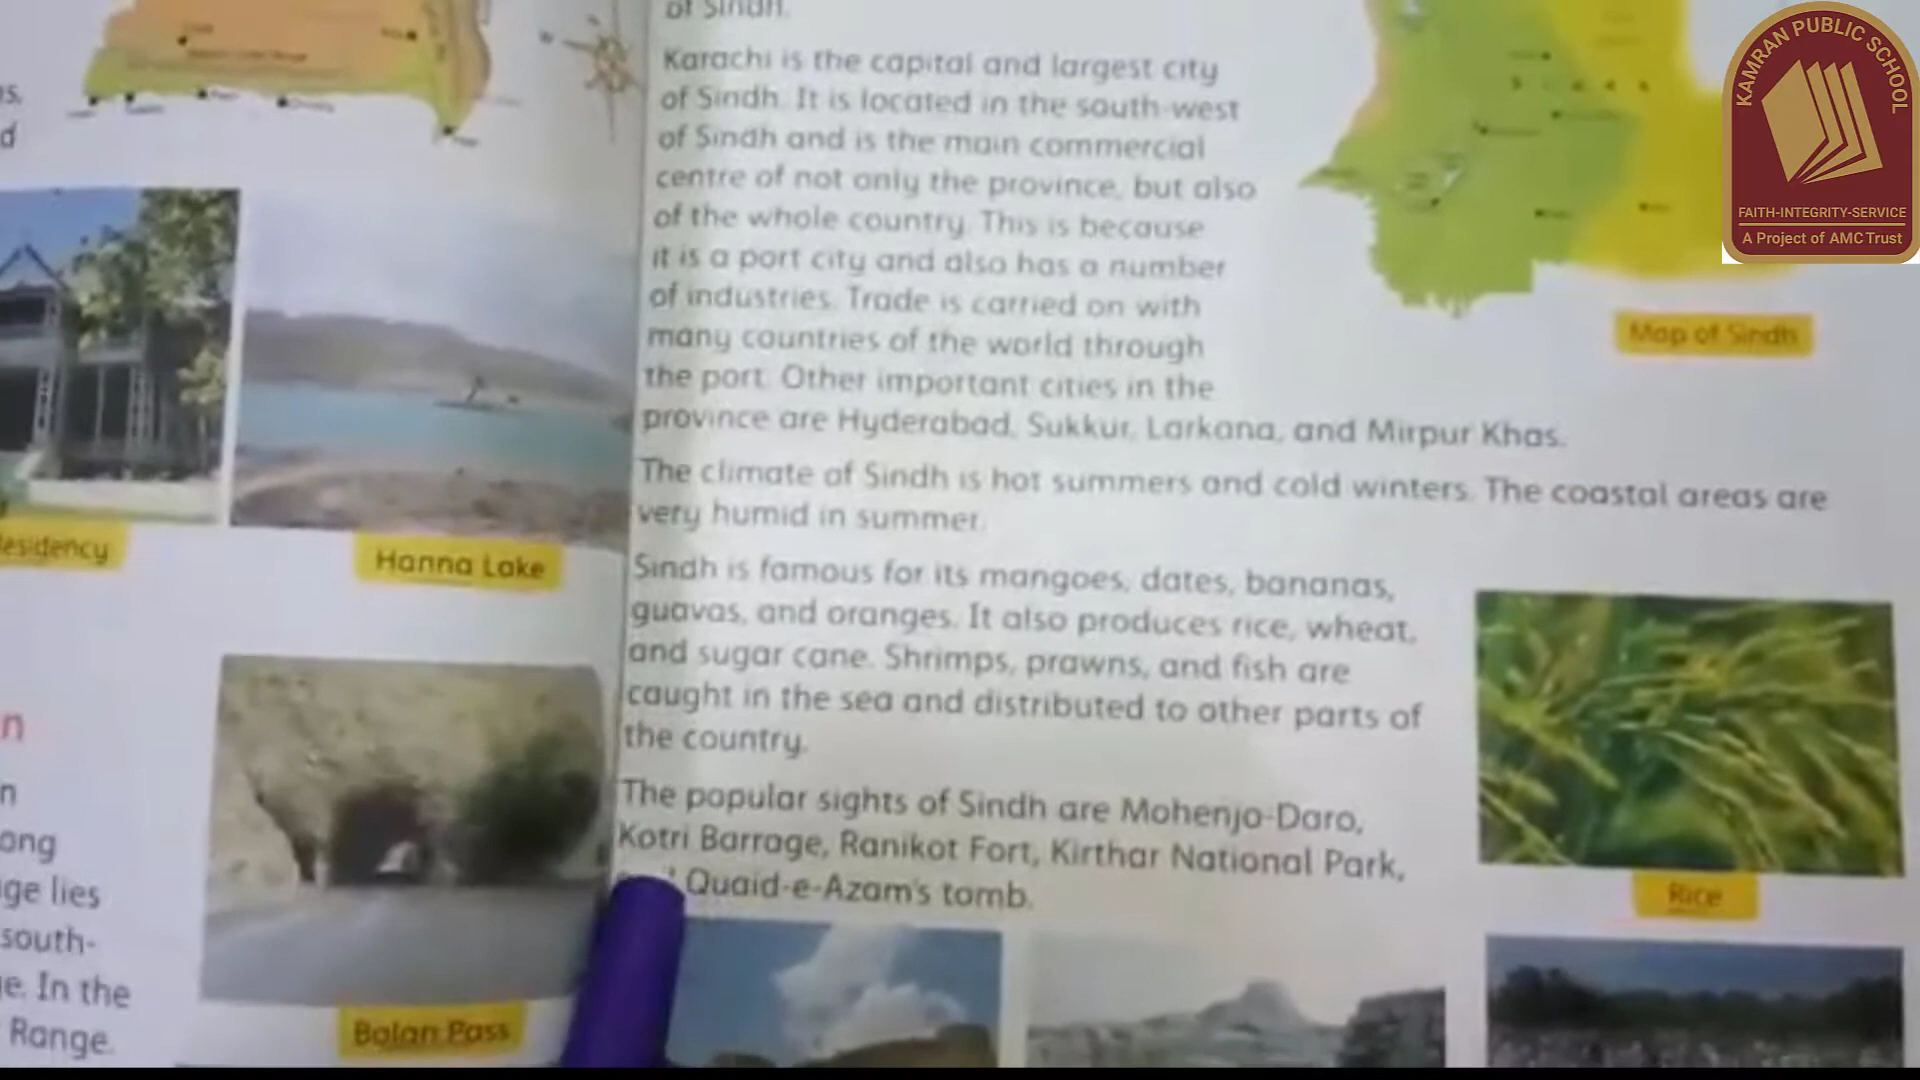 s,
d
esidency
Hanna Lake
n
n
ong
ge lies
south-
e. In the
Range.
Bolan Pass
of Sindh.
Karachi is the capital and largest city
of Sindh. It is located in the south-west
of Sindh and is the main commercial
centre of not only the province, but also
of the whole country. This is because
it is a port city and also has a number
of industries. Trade is carried on with
many countries of the world through
the port. Other important cities in the
province are Hyderabad, Sukkur, Larkana, and Mirpur Khas.
The climate of Sindh is hot summers and cold winters. The coastal areas are
very humid in summer.
Sindh is famous for its mangoes, dates, bananas,
guavas, and oranges. It also produces rice, wheat,
and sugar cane. Shrimps, prawns, and fish are
caught in the sea and distributed to other parts of
the country.
The popular sights of Sindh are Mohenjo-Daro,
Kotri Barrage, Ranikot Fort, Kirthar National Park,
Quaid-e-Azam's tomb.
Map of Sindh
Rice
KAMRAN PUBLIC SCHOOL
FAITH-INTEGRITY-SERVICE
A Project of AMC Trust